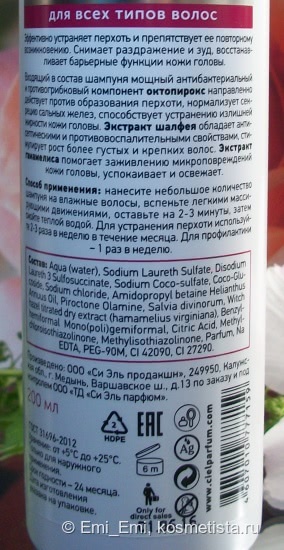 для всех типов волос
Эффективно устраняет перхоть и препятствует ее повторному
возникновению. Снимает раздражение и зуд, восстанав-
ливает барьерные функции кожи головы.
Входящий в состав шампуня мощный антибактериальный
и противогрибковый компонент октопирокс направленно
действует против образования перхоти, нормализует се-
рецию сальных желез, способствует устранению излишней
жирности кожи головы. Экстракт шалфея обладает анти-
септическими и противовоспалительными свойствами, сти-
мулирует рост более густых и крепких волос. Экстракт
гамамелиса помогает заживлению микроповреждений
кожи головы, успокаивает и освежает.
Способ применения: нанесите небольшое количество
шампуня на влажные волосы, вспеньте легкими масси-
рующими движениями, оставьте на 2-3 минуты, затем
смойте теплой водой. Для устранения перхоти используй-
те 2-3 раза в неделю в течение месяца. Для профилактики
– 1 раз в неделю.
Состав: Aqua (water), Sodium Laureth Sulfate, Disodium
Laureth 3 Sulfosuccinate, Sodium Coco-sulfate, Coco-Glu-
coside, Sodium chloride, Amidopropyl betaine Helianthus
Annus Oil, Piroctone Olamine, Salvia divinorum, Witch
hazel dry extract (hamamelius virginiana), Benzyl-
hemiformal Mono(poli)gemiformal, Citric Acid, Methyl-
chloroisothiazolinone, Methylisothiazolinone, Parfum, Na
EDTA, PEG-90M, CI 42090, CI 27290.
Произведено: ООО «Си Эль продакшн», 249950, Калужс-
кая обл., г. Медынь, Варшавское ш., д.13 по заказу и под
контролем ООО «ТД «Си Эль парфюм».
200 мл
ГОСТ 31696-2012
Хранение: от +5°С до +25°С.
Только для наружного
применения.
Срок годности – 24 месяца.
Дата изготовления
указана на упаковке.
2
HDPE
EAC
6 m
Ag
Only for
direct sales
www.cielparfum.com
© Emi_Emi, kosmetista.ru